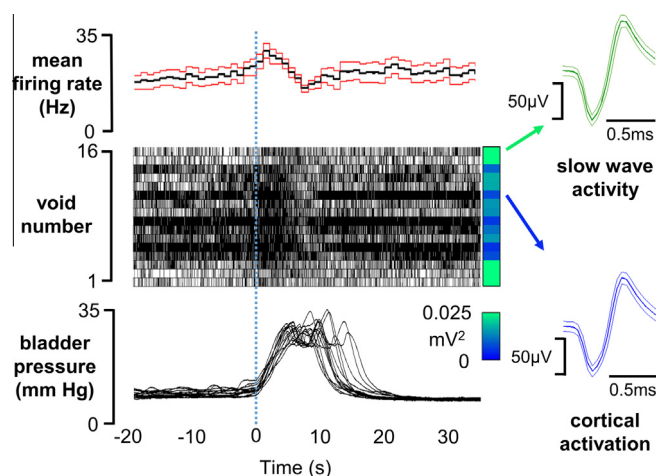 35
mean
firing rate
(Hz)
0
50µV
0.5ms
slow wave
activity
16
void
number
1
35
bladder
pressure
(mm Hg)
0
0.025
mV²
0
50µV
0.5ms
cortical
activation
-20 -10 0 10 20 30
Time (s)